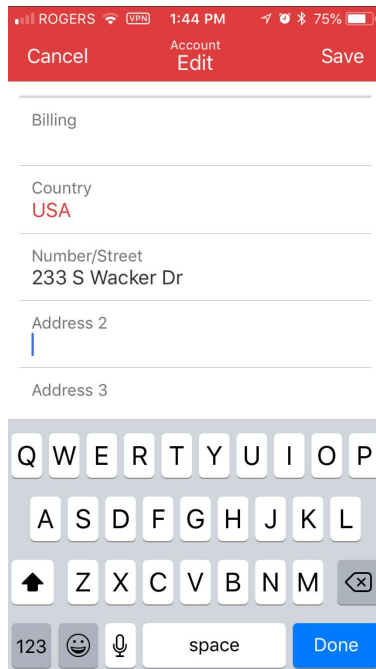 ROGERS VPN 1:44 PM 75%
Cancel Account Edit Save
Billing
Country
USA
Number/Street
233 S Wacker Dr
Address 2
Address 3
Q W E R T Y U I O P
A S D F G H J K L
Z X C V B N M
123 space Done